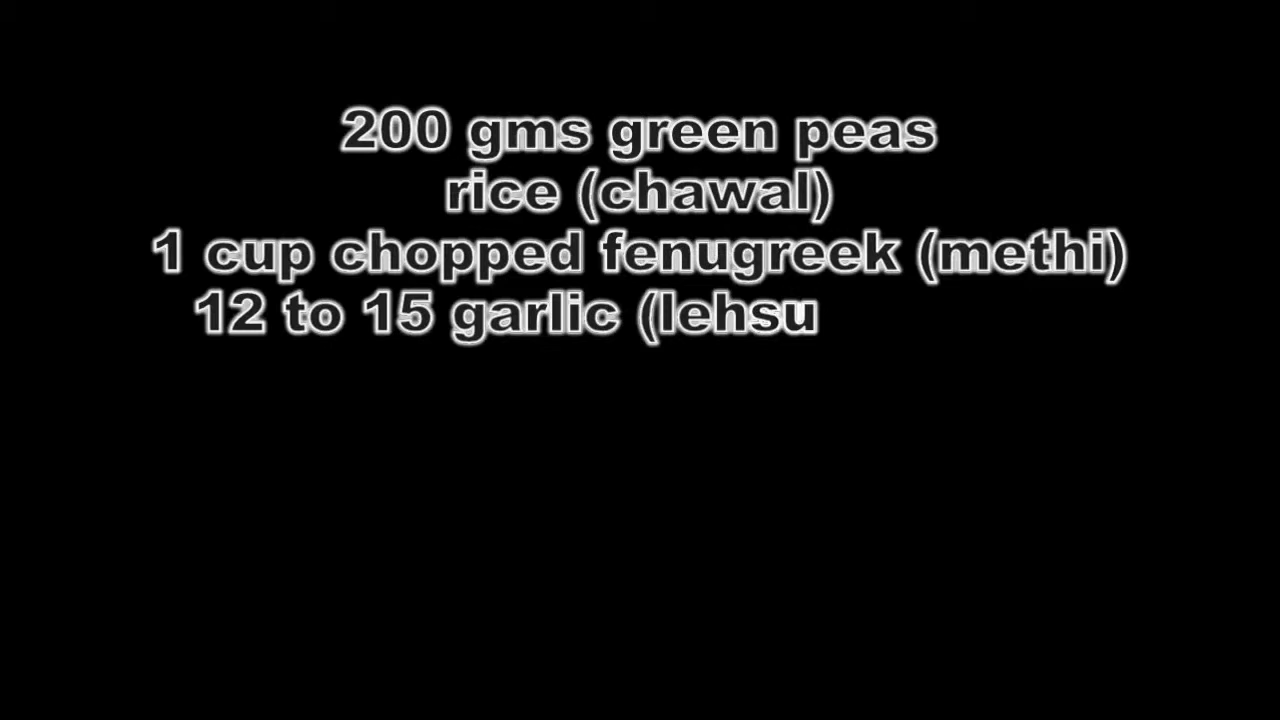 200 gms green peas
rice (chawal)
1 cup chopped fenugreek (methi)
12 to 15 garlic (lehsu